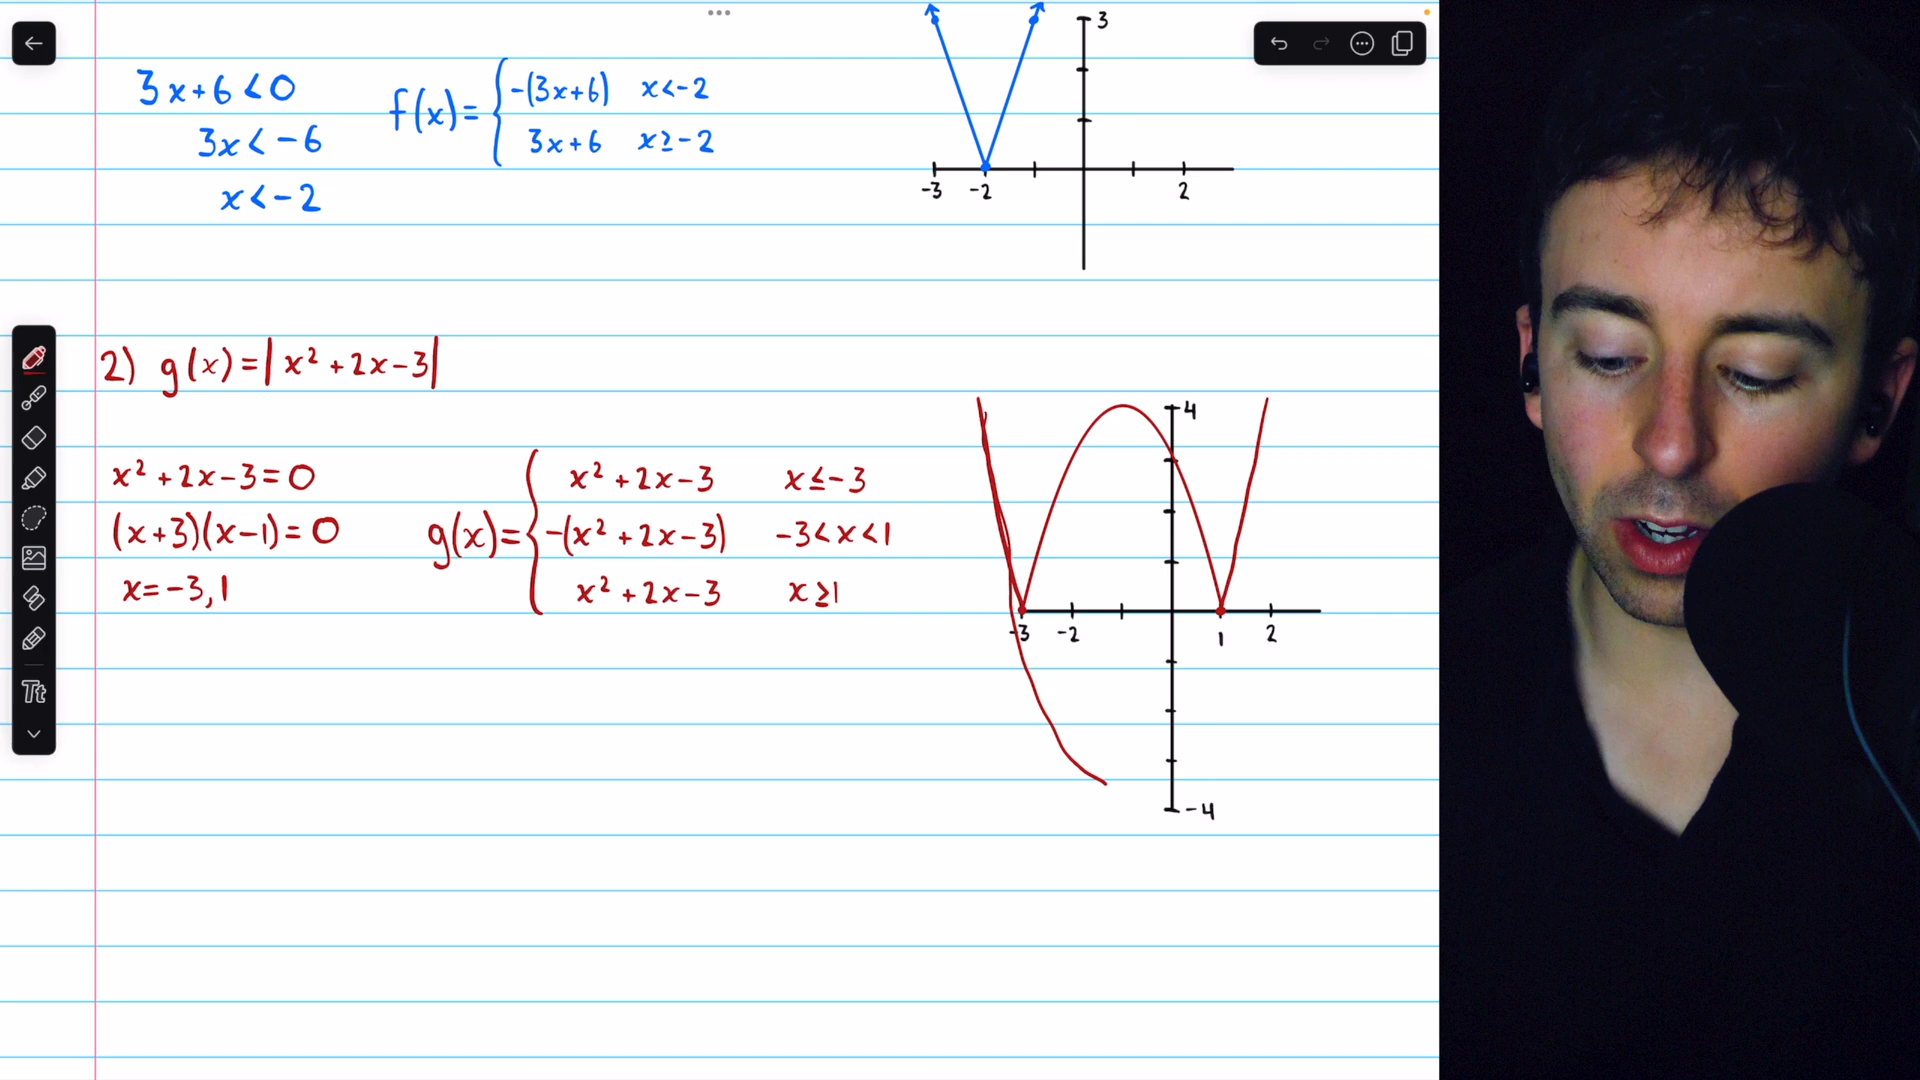 3x+6<0
3x<-6
x<-2
f(x)={ -(3x+6) x<-2
3x+6 x≥-2
3
-3 -2 2
2) g(x)=|x²+2x-3|
x²+2x-3=0
(x+3)(x-1)=0
x=-3,1
g(x)={ x²+2x-3 x≤-3
-(x²+2x-3) -3<x<1
x²+2x-3 x≥1
4
-3 -2 1 2
-4
Tt